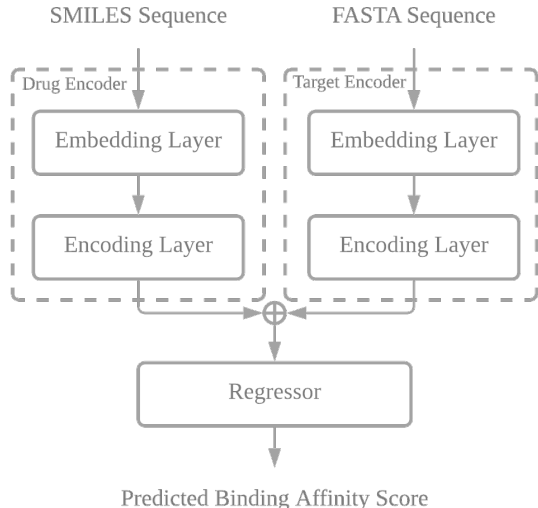 SMILES Sequence
FASTA Sequence
Drug Encoder
Target Encoder
Embedding Layer
Embedding Layer
Encoding Layer
Encoding Layer
Regressor
Predicted Binding Affinity Score